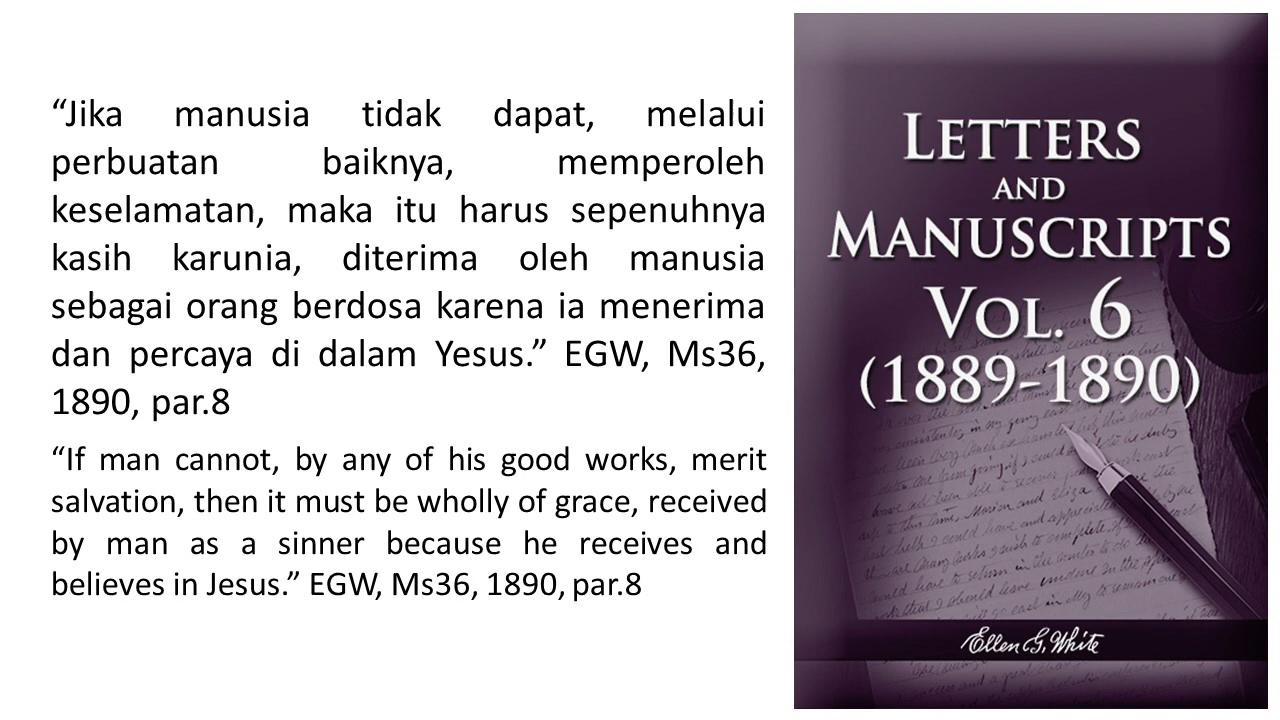 “Jika manusia tidak dapat, melalui
perbuatan baiknya, memperoleh
keselamatan, maka itu harus sepenuhnya
kasih karunia, diterima oleh manusia
sebagai orang berdosa karena ia menerima
dan percaya di dalam Yesus.” EGW, Ms36,
1890, par.8
“If man cannot, by any of his good works, merit
salvation, then it must be wholly of grace, received
by man as a sinner because he receives and
believes in Jesus.” EGW, Ms36, 1890, par.8
LETTERS
AND
MANUSCRIPTS
VOL. 6
(1889-1890)
Ellen G. White